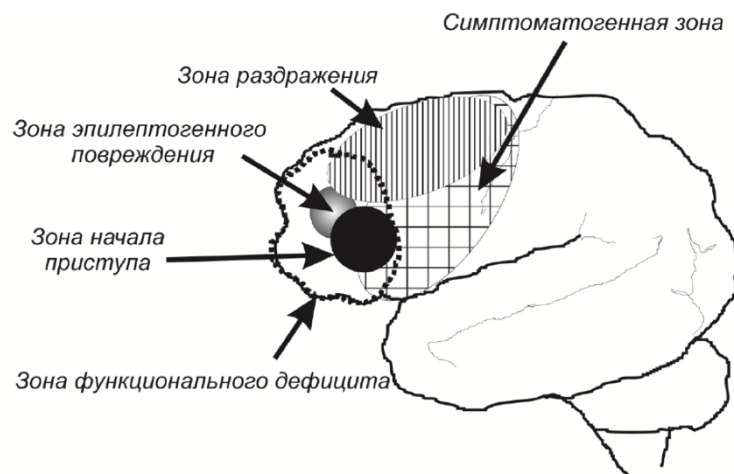 Симптоматогенная зона
Зона раздражения
Зона эпилептогенного
повреждения
Зона начала
приступа
Зона функционального дефицита